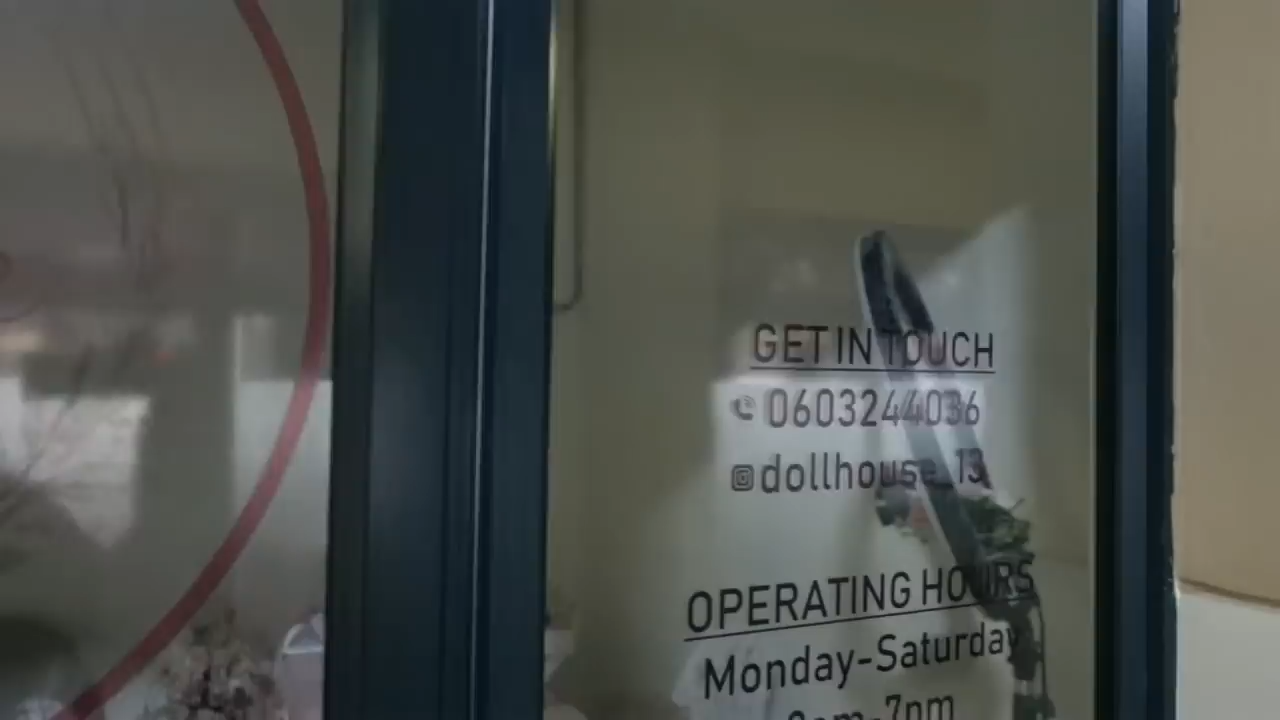 GET IN TOUCH
0603244036
dollhouse_13
OPERATING HOURS
Monday-Saturday